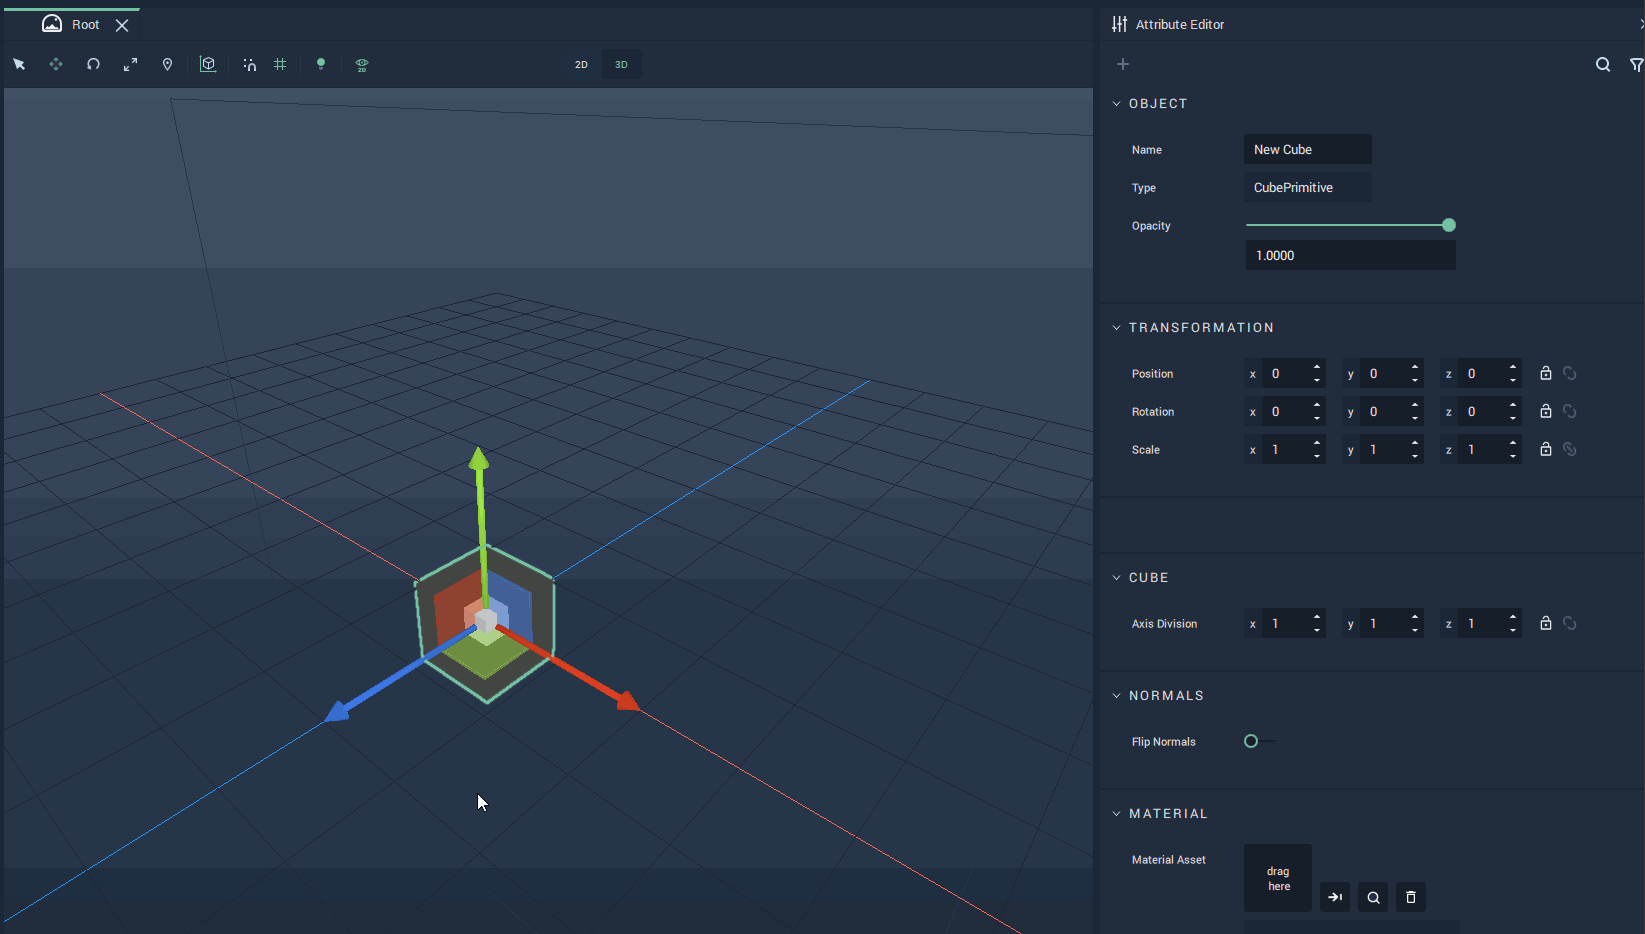 Root
Attribute Editor
2D 3D
2D
OBJECT
Name New Cube
Type CubePrimitive
Opacity
1.0000
TRANSFORMATION
Position x 0 y 0 z 0
Rotation x 0 y 0 z 0
Scale x 1 y 1 z 1
CUBE
Axis Division x 1 y 1 z 1
NORMALS
Flip Normals
MATERIAL
Material Asset
drag
here